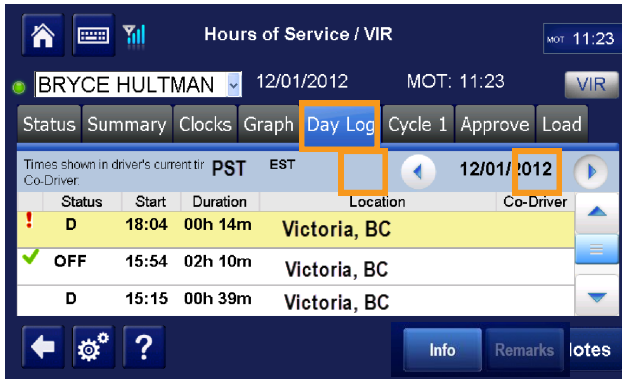 Hours of Service / VIR
MOT 11:23
BRYCE HULTMAN 12/01/2012 MOT: 11:23 VIR
Status Summary Clocks Graph Day Log Cycle 1 Approve Load
Times shown in driver's current tir PST EST 12/01/2012
Co-Driver:
Status Start Duration Location Co-Driver
! D 18:04 00h 14m Victoria, BC
OFF 15:54 02h 10m Victoria, BC
D 15:15 00h 39m Victoria, BC
? Info Remarks lotes